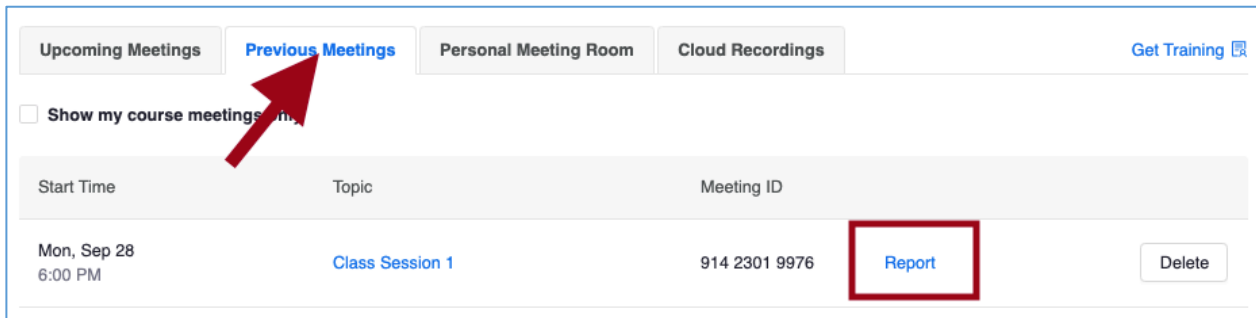 Upcoming Meetings Previous Meetings Personal Meeting Room Cloud Recordings Get Training
Show my course meetings only
Start Time Topic Meeting ID
Mon, Sep 28
6:00 PM
Class Session 1 914 2301 9976 Report Delete